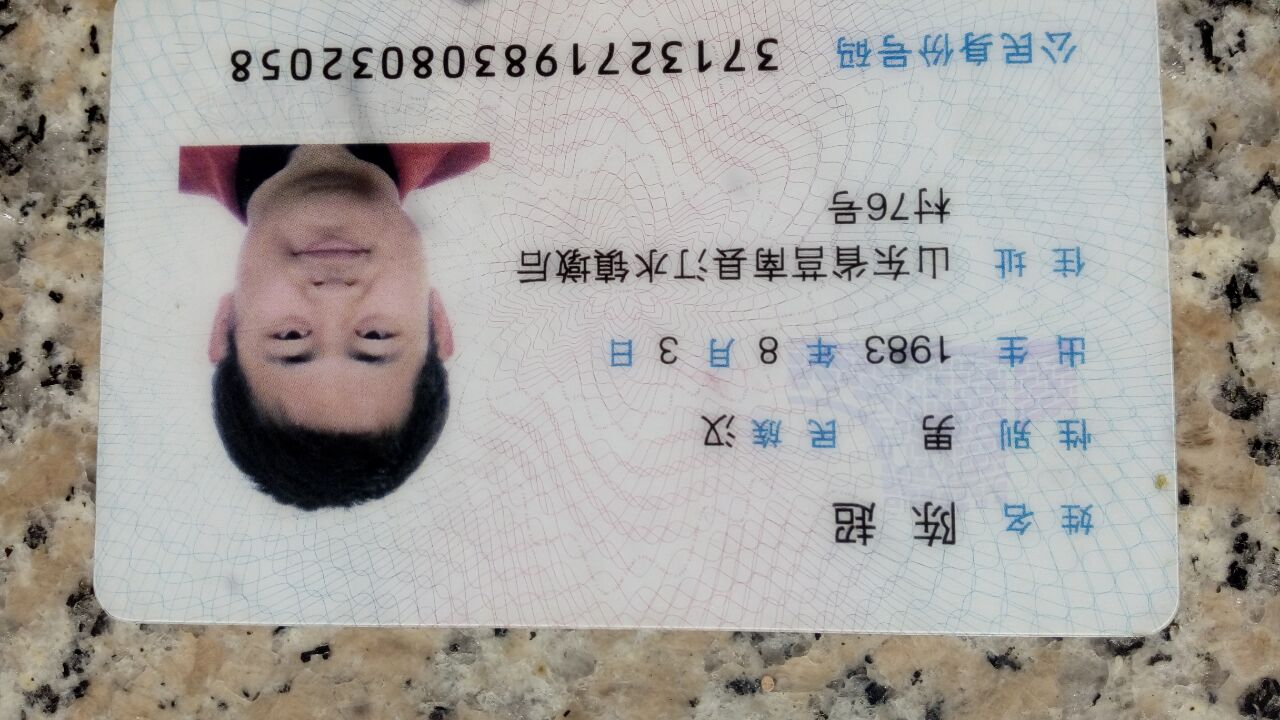 姓名 陈超
性别 男 民族 汉
出生 1983 年 8 月 3 日
住址 山东省莒南县汀水镇墩后
村76号
公民身份号码 371327198308032058